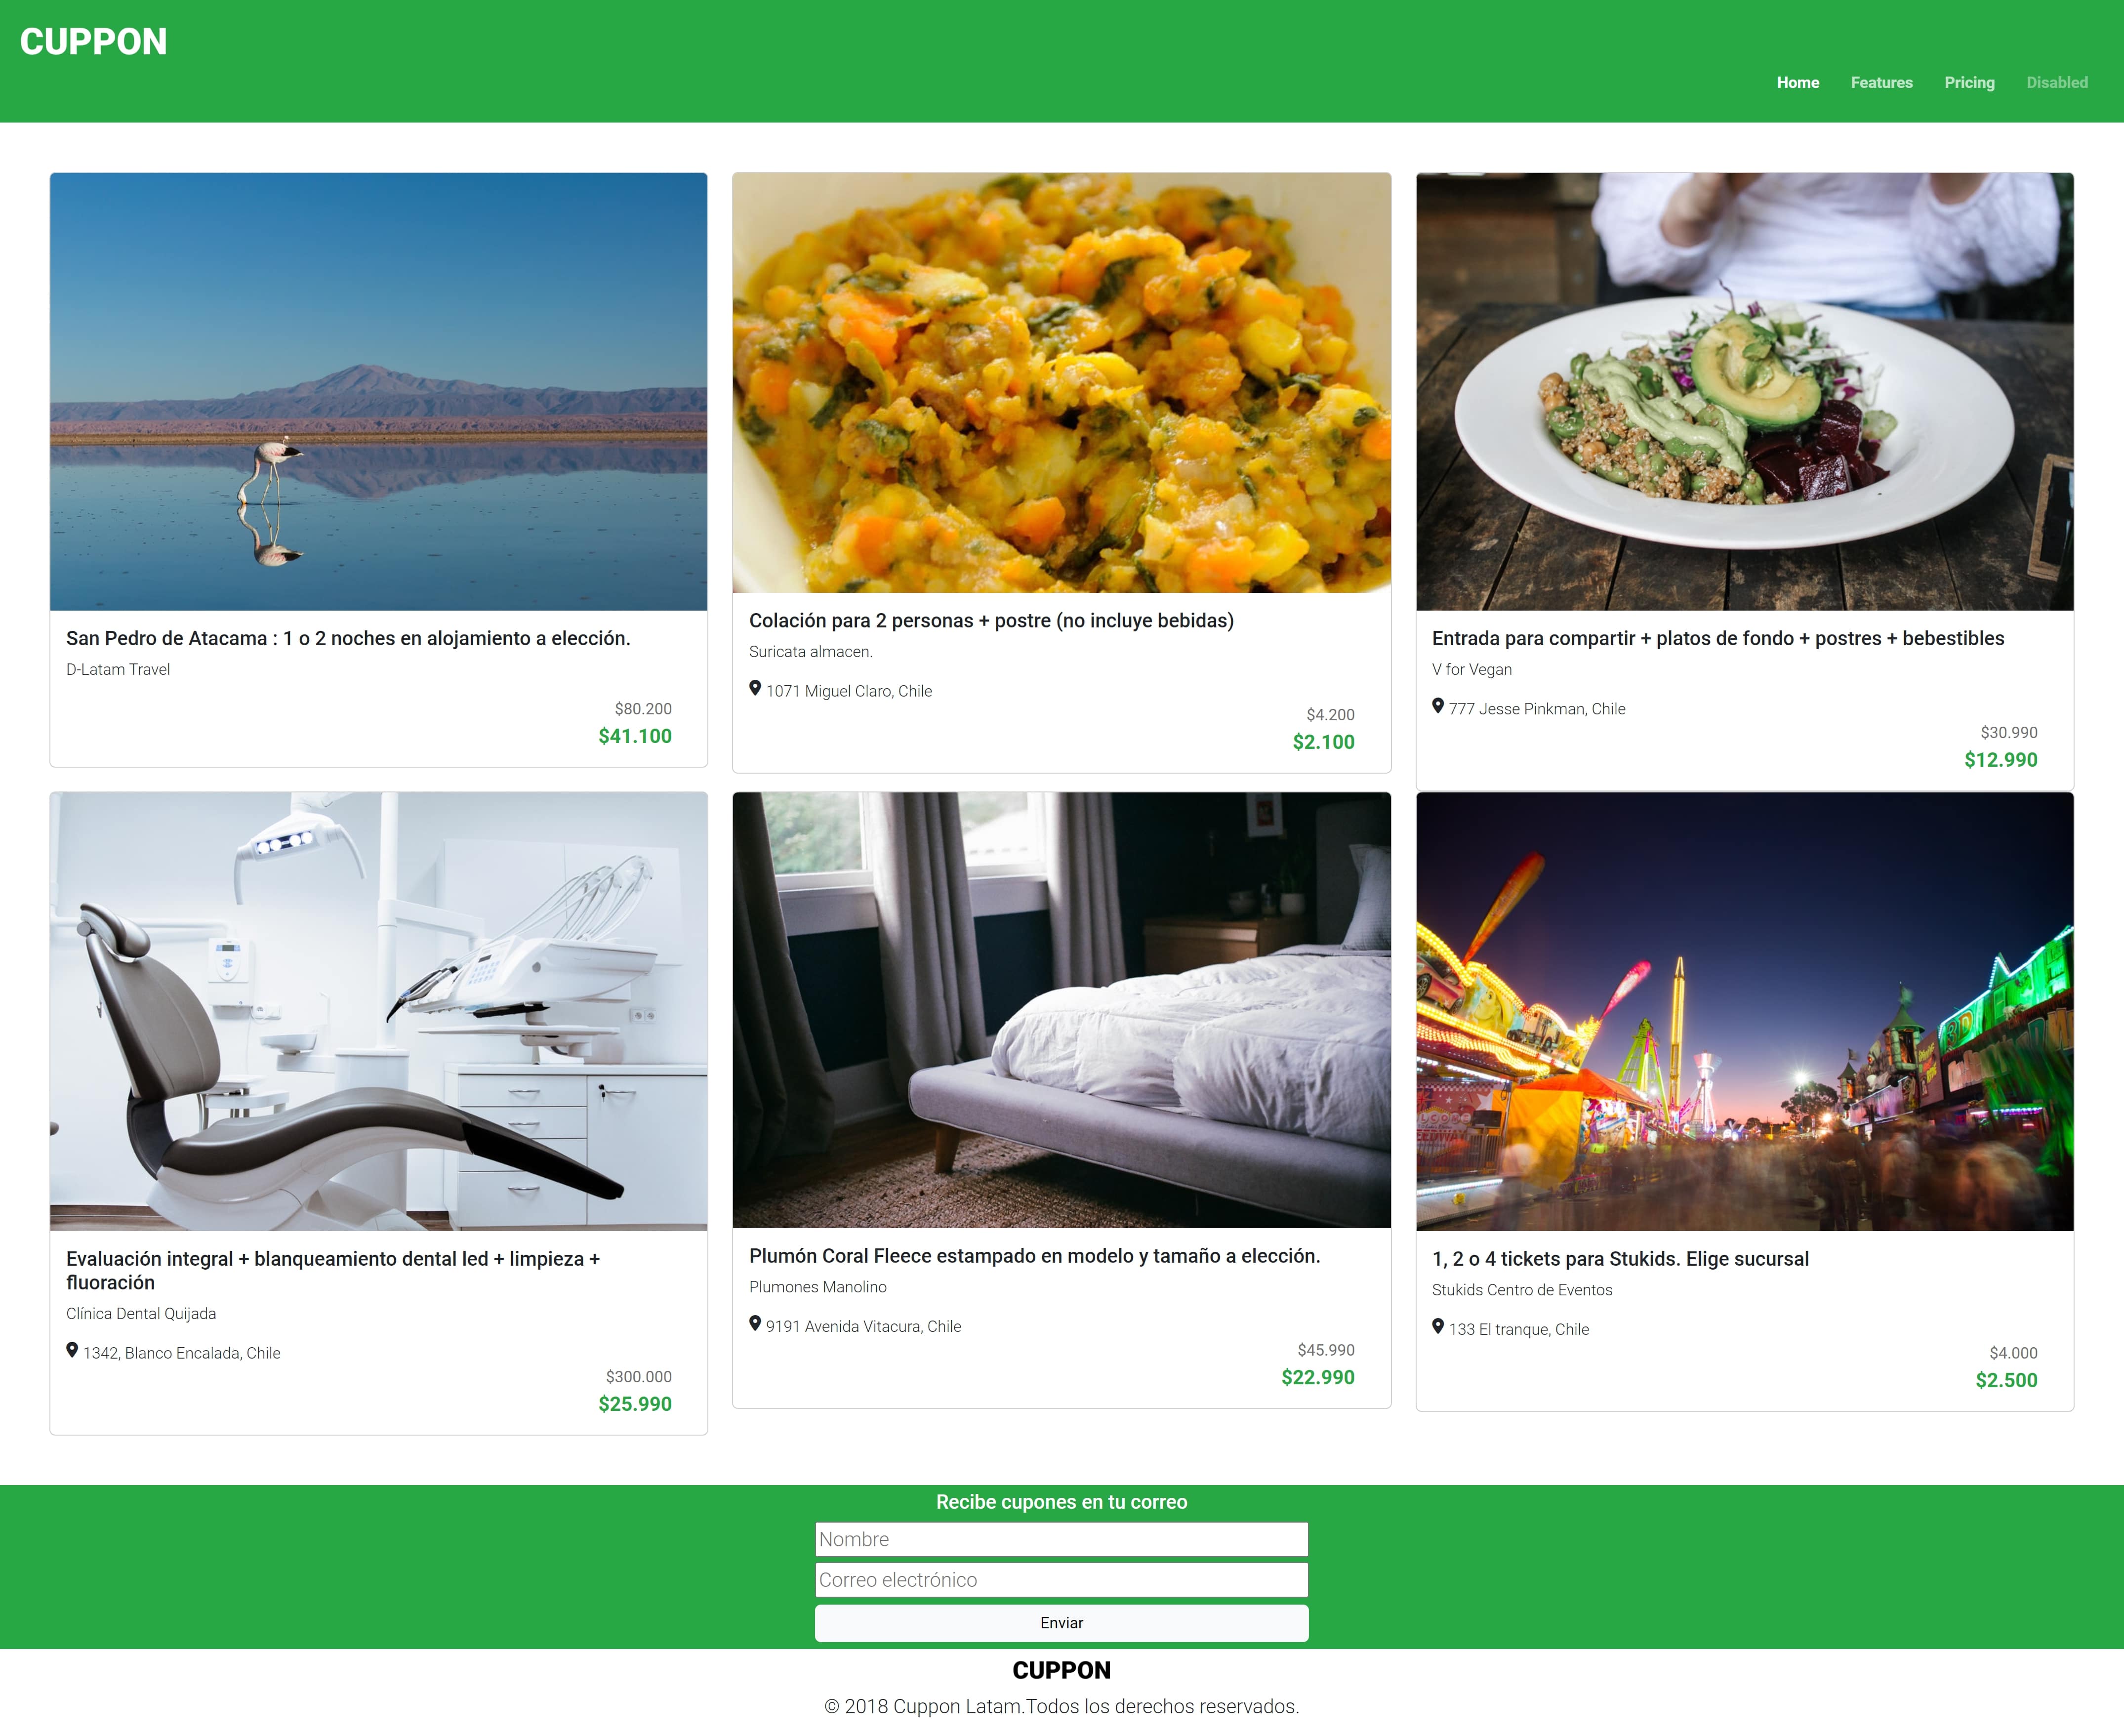 CUPPON
Home Features Pricing Disabled
San Pedro de Atacama : 1 o 2 noches en alojamiento a elección.
D-Latam Travel
$80.200
$41.100
Colación para 2 personas + postre (no incluye bebidas)
Suricata almacen.
1071 Miguel Claro, Chile
$4.200
$2.100
Entrada para compartir + platos de fondo + postres + bebestibles
V for Vegan
777 Jesse Pinkman, Chile
$30.990
$12.990
Evaluación integral + blanqueamiento dental led + limpieza +
fluoración
Clínica Dental Quijada
1342, Blanco Encalada, Chile
$300.000
$25.990
Plumón Coral Fleece estampado en modelo y tamaño a elección.
Plumones Manolino
9191 Avenida Vitacura, Chile
$45.990
$22.990
1, 2 o 4 tickets para Stukids. Elige sucursal
Stukids Centro de Eventos
133 El tranque, Chile
$4.000
$2.500
Recibe cupones en tu correo
Nombre
Correo electrónico
Enviar
CUPPON
© 2018 Cuppon Latam.Todos los derechos reservados.